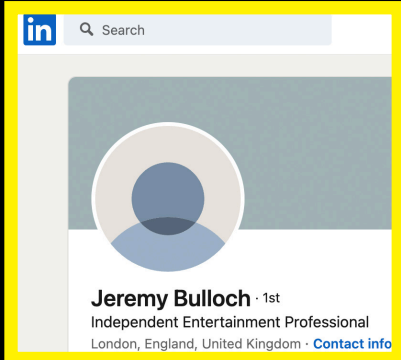 in Search
Jeremy Bulloch · 1st
Independent Entertainment Professional
London, England, United Kingdom · Contact info